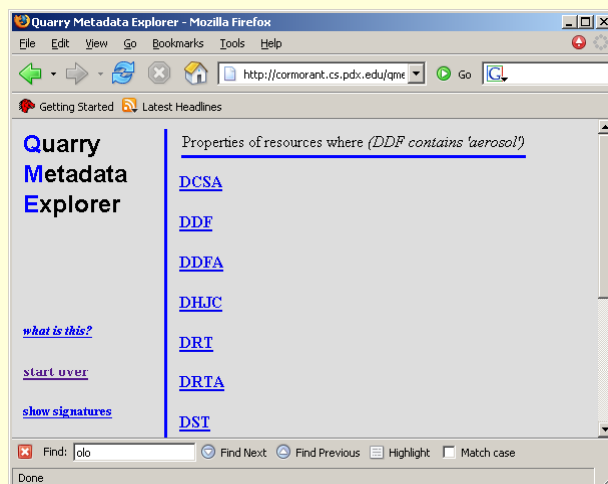 Quarry Metadata Explorer - Mozilla Firefox
File Edit View Go Bookmarks Tools Help
http://cormorant.cs.pdx.edu/qme Go G
Getting Started Latest Headlines
Quarry
Metadata
Explorer
what is this?
start over
show signatures
Properties of resources where (DDF contains 'aerosol')
DCSA
DDF
DDFA
DHJC
DRT
DRTA
DST
Find: olo Find Next Find Previous Highlight Match case
Done